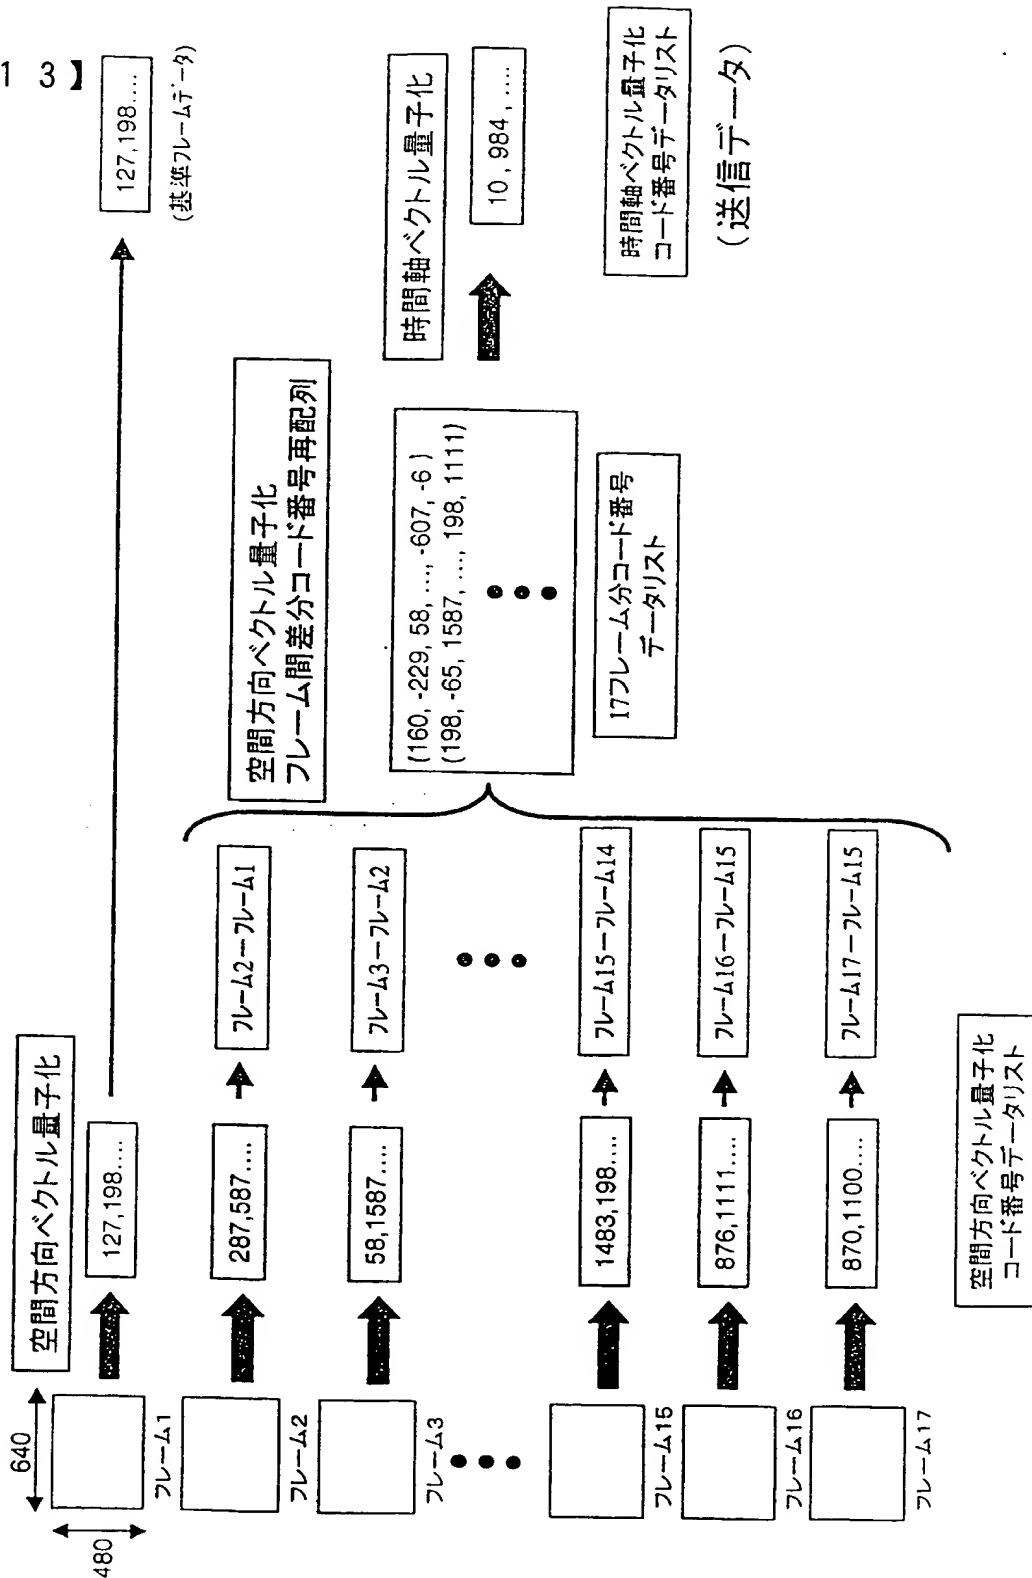 1 3】
640
480
フレーム1
フレーム2
フレーム3
フレーム15
フレーム16
フレーム17
空間方向ベクトル量子化
127,198....
287,587....
58,1587....
1483,198....
876,1111....
870,1100....
空間方向ベクトル量子化
コード番号データリスト
フレーム2ーフレーム1
フレーム3ーフレーム2
フレーム15ーフレーム14
フレーム16ーフレーム15
フレーム17ーフレーム15
空間方向ベクトル量子化
フレーム間差分コード番号再配列
(160, -229, 58, ..., -607, -6 )
(198, -65, 1587, ..., 198, 1111)
17フレーム分コード番号
データリスト
127,198....
(基準フレームデータ)
時間軸ベクトル量子化
10 , 984 , ....
時間軸ベクトル量子化
コード番号データリスト
(送信データ)